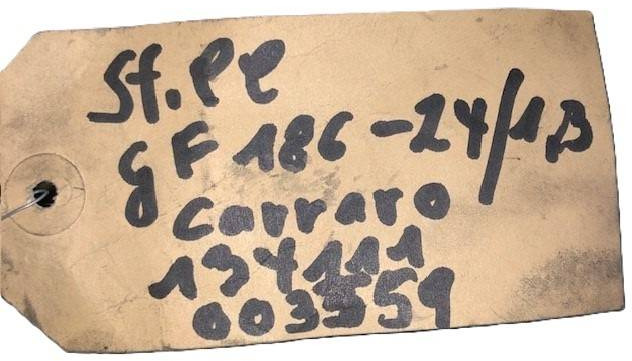 St. Pl
GF 186-24/1B
Carraro
134111
003559